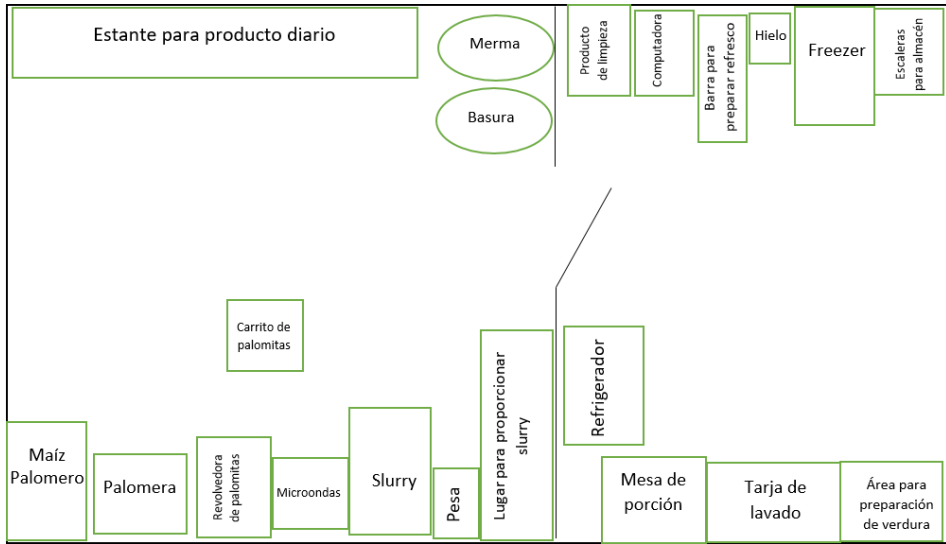 Estante para producto diario
Merma
Basura
Producto
de limpieza
Computadora
Barra para
preparar refresco
Hielo
Freezer
Escaleras
para almacén
Carrito de
palomitas
Maíz
Palomero
Palomera
Revolvedora
de palomitas
Microondas
Slurry
Pesa
Lugar para proporcionar
slurry
Refrigerador
Mesa de
porción
Tarja de
lavado
Área para
preparación
de verdura